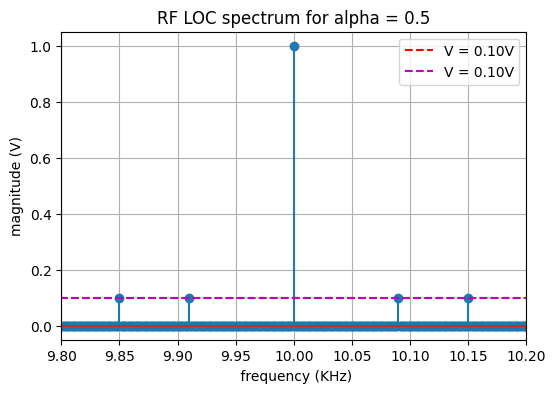 RF LOC spectrum for alpha = 0.5
V = 0.10V
V = 0.10V
magnitude (V)
1.0
0.8
0.6
0.4
0.2
0.0
9.80 9.85 9.90 9.95 10.00 10.05 10.10 10.15 10.20
frequency (KHz)